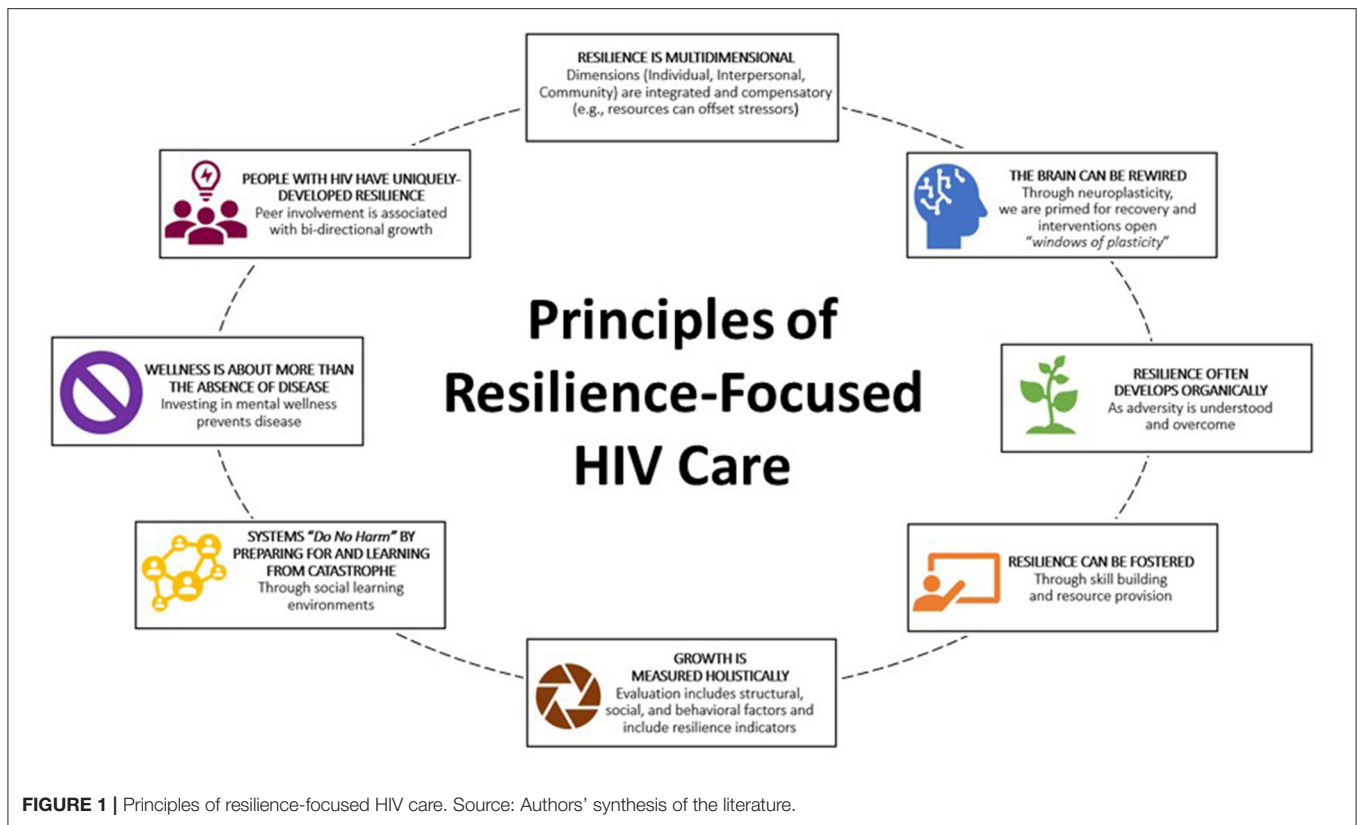 RESILIENCE IS MULTIDIMENSIONAL
Dimensions (Individual, Interpersonal,
Community) are integrated and compensatory
(e.g., resources can offset stressors)
THE BRAIN CAN BE REWIRED
Through neuroplasticity,
we are primed for recovery and
interventions open
"windows of plasticity"
RESILIENCE OFTEN
DEVELOPS ORGANICALLY
As adversity is understood
and overcome
RESILIENCE CAN BE FOSTERED
Through skill building
and resource provision
GROWTH IS
MEASURED HOLISTICALLY
Evaluation includes structural,
social, and behavioral factors and
include resilience indicators
SYSTEMS "Do No Harm" BY
PREPARING FOR AND LEARNING
FROM CATASTROPHE
Through social learning
environments
WELLNESS IS ABOUT MORE THAN
THE ABSENCE OF DISEASE
Investing in mental wellness
prevents disease
PEOPLE WITH HIV HAVE UNIQUELY-
DEVELOPED RESILIENCE
Peer involvement is associated
with bi-directional growth
Principles of
Resilience-Focused
HIV Care
FIGURE 1 | Principles of resilience-focused HIV care. Source: Authors' synthesis of the literature.